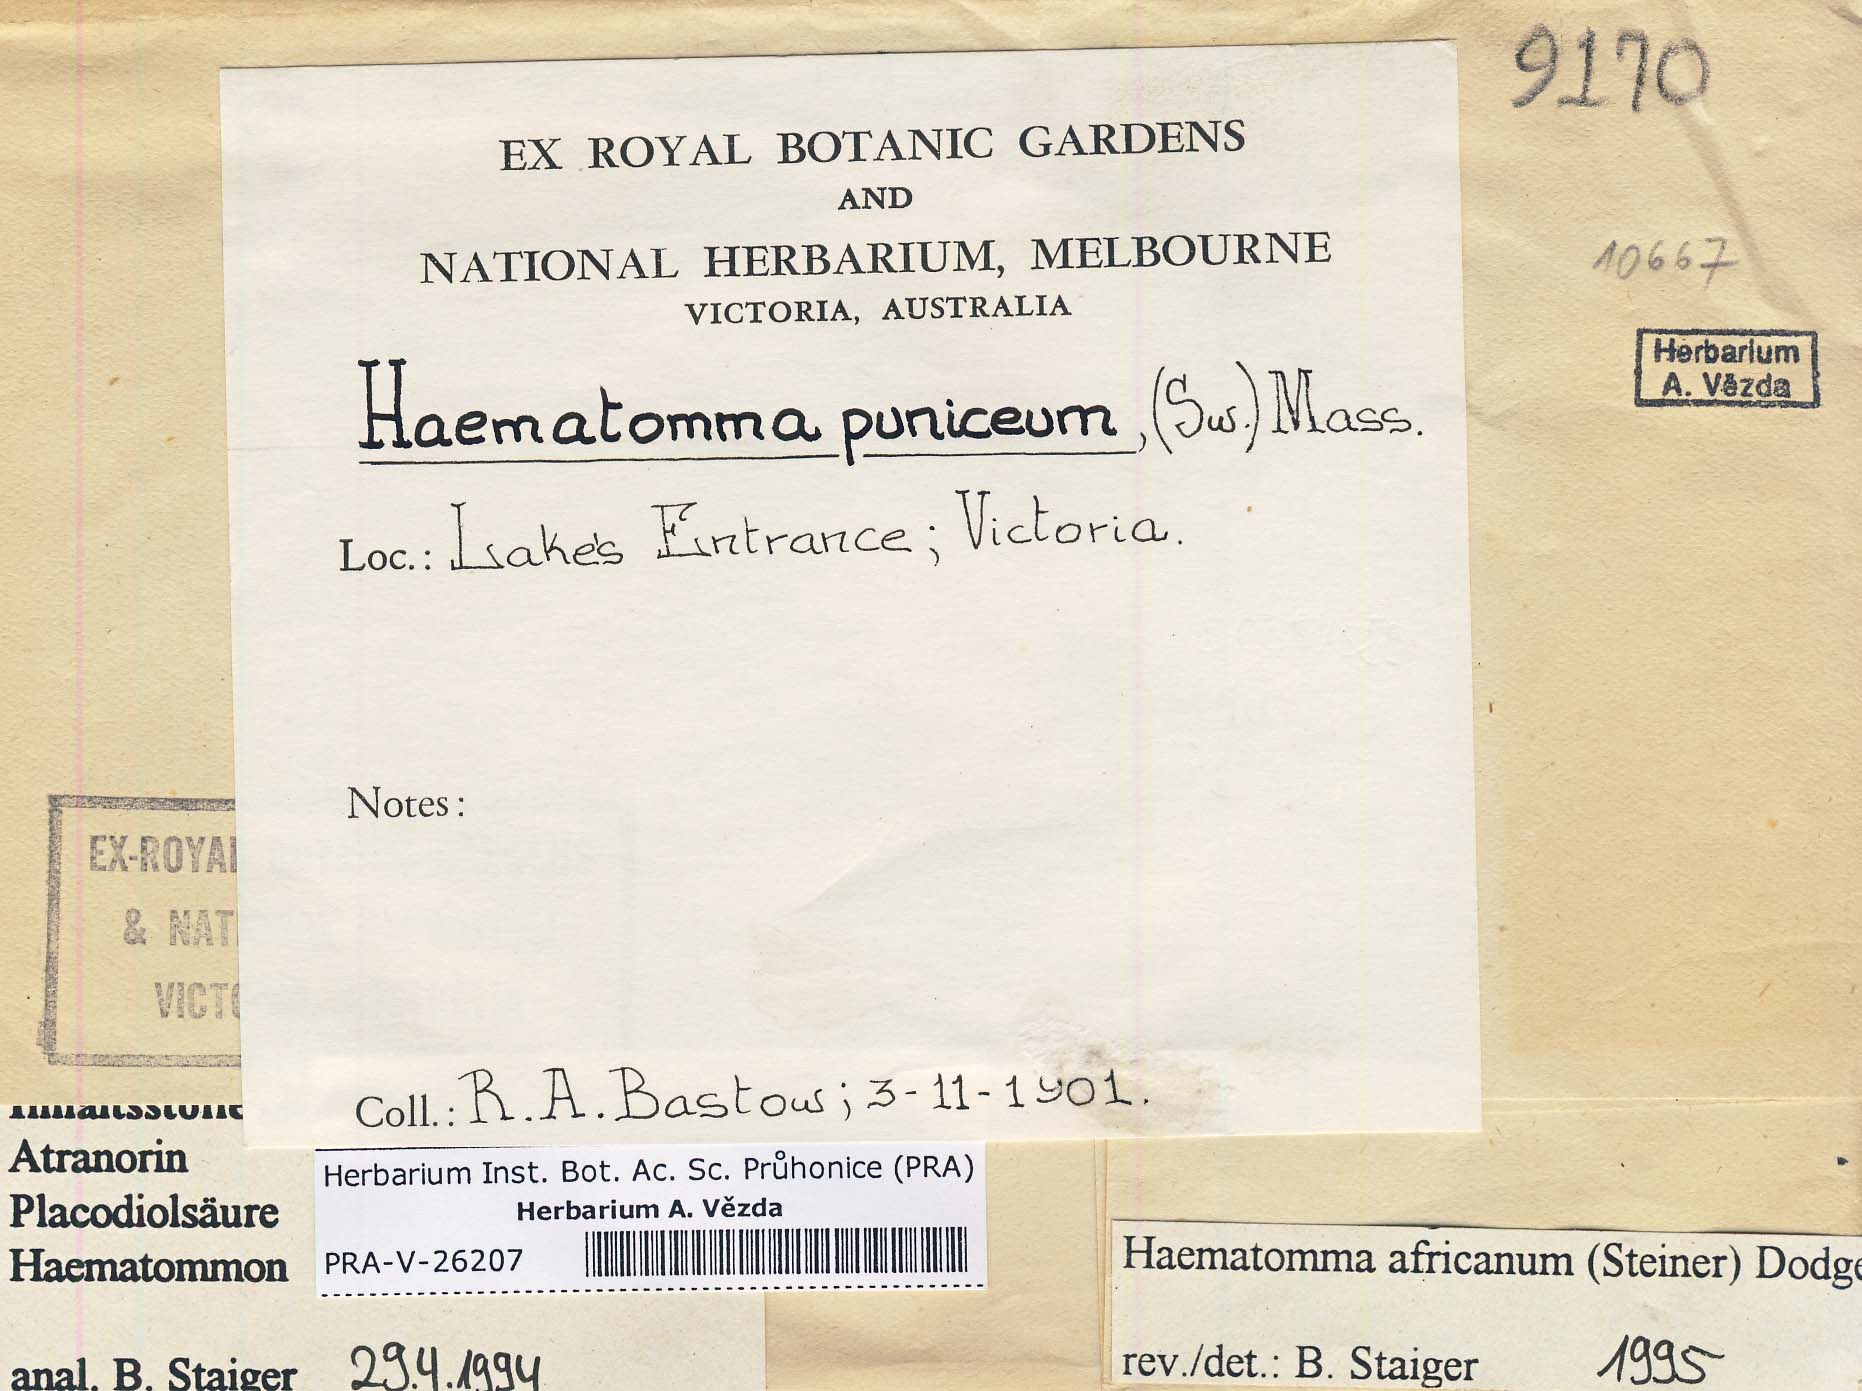 9170
EX ROYAL BOTANIC GARDENS
AND
NATIONAL HERBARIUM, MELBOURNE
VICTORIA, AUSTRALIA
10667
Herbarium
A. Vězda
Haematomma puniceum, (Sw.) Mass.
Loc.: Lake's Entrance; Victoria.
Notes:
EX-ROYAL
& NAT
VICTO
Coll.: R. A. Bastow; 3-11-1901.
Inhaltsstoffe
Atranorin
Placodiolsäure
Haematommon
anal. B. Staiger 29.4.1994
Herbarium Inst. Bot. Ac. Sc. Průhonice (PRA)
Herbarium A. Vězda
PRA-V-26207
Haematomma africanum (Steiner) Dodge
rev./det.: B. Staiger 1995